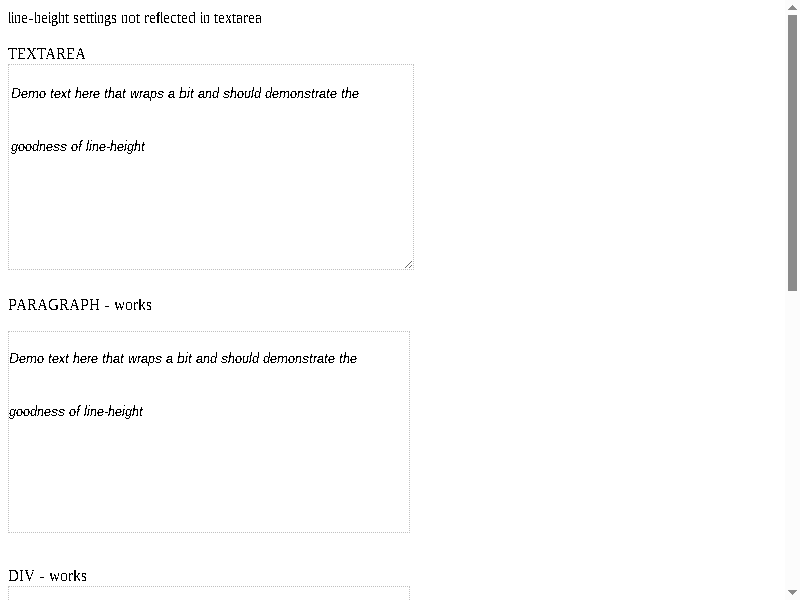 line-height settings not reflected in textarea
TEXTAREA
Demo text here that wraps a bit and should demonstrate the
goodness of line-height
PARAGRAPH - works
Demo text here that wraps a bit and should demonstrate the
goodness of line-height
DIV - works